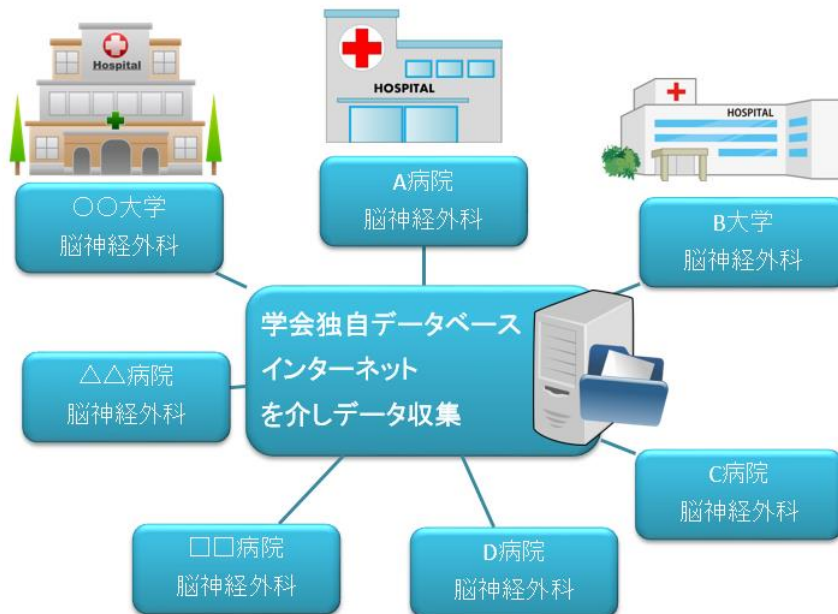 Hospital
HOSPITAL
HOSPITAL
〇〇大学
脳神経外科
A病院
脳神経外科
B大学
脳神経外科
学会独自データベース
インターネット
を介しデータ収集
△△病院
脳神経外科
C病院
脳神経外科
□□病院
脳神経外科
D病院
脳神経外科